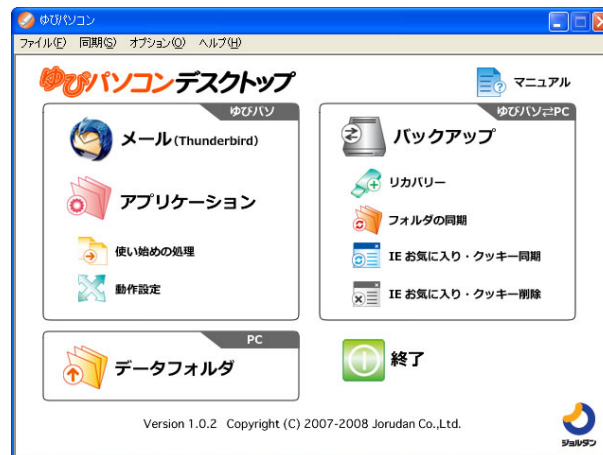 ゆびパソコン
ファイル(F) 同期(S) オプション(O) ヘルプ(H)
ゆびパソコンデスクトップ
マニュアル
ゆびパソ
メール(Thunderbird)
アプリケーション
使い始めの処理
動作設定
ゆびパソ⇄PC
バックアップ
リカバリー
フォルダの同期
IE お気に入り・クッキー同期
IE お気に入り・クッキー削除
PC
データフォルダ
終了
Version 1.0.2 Copyright (C) 2007-2008 Jorudan Co.,Ltd.
ジョルダン